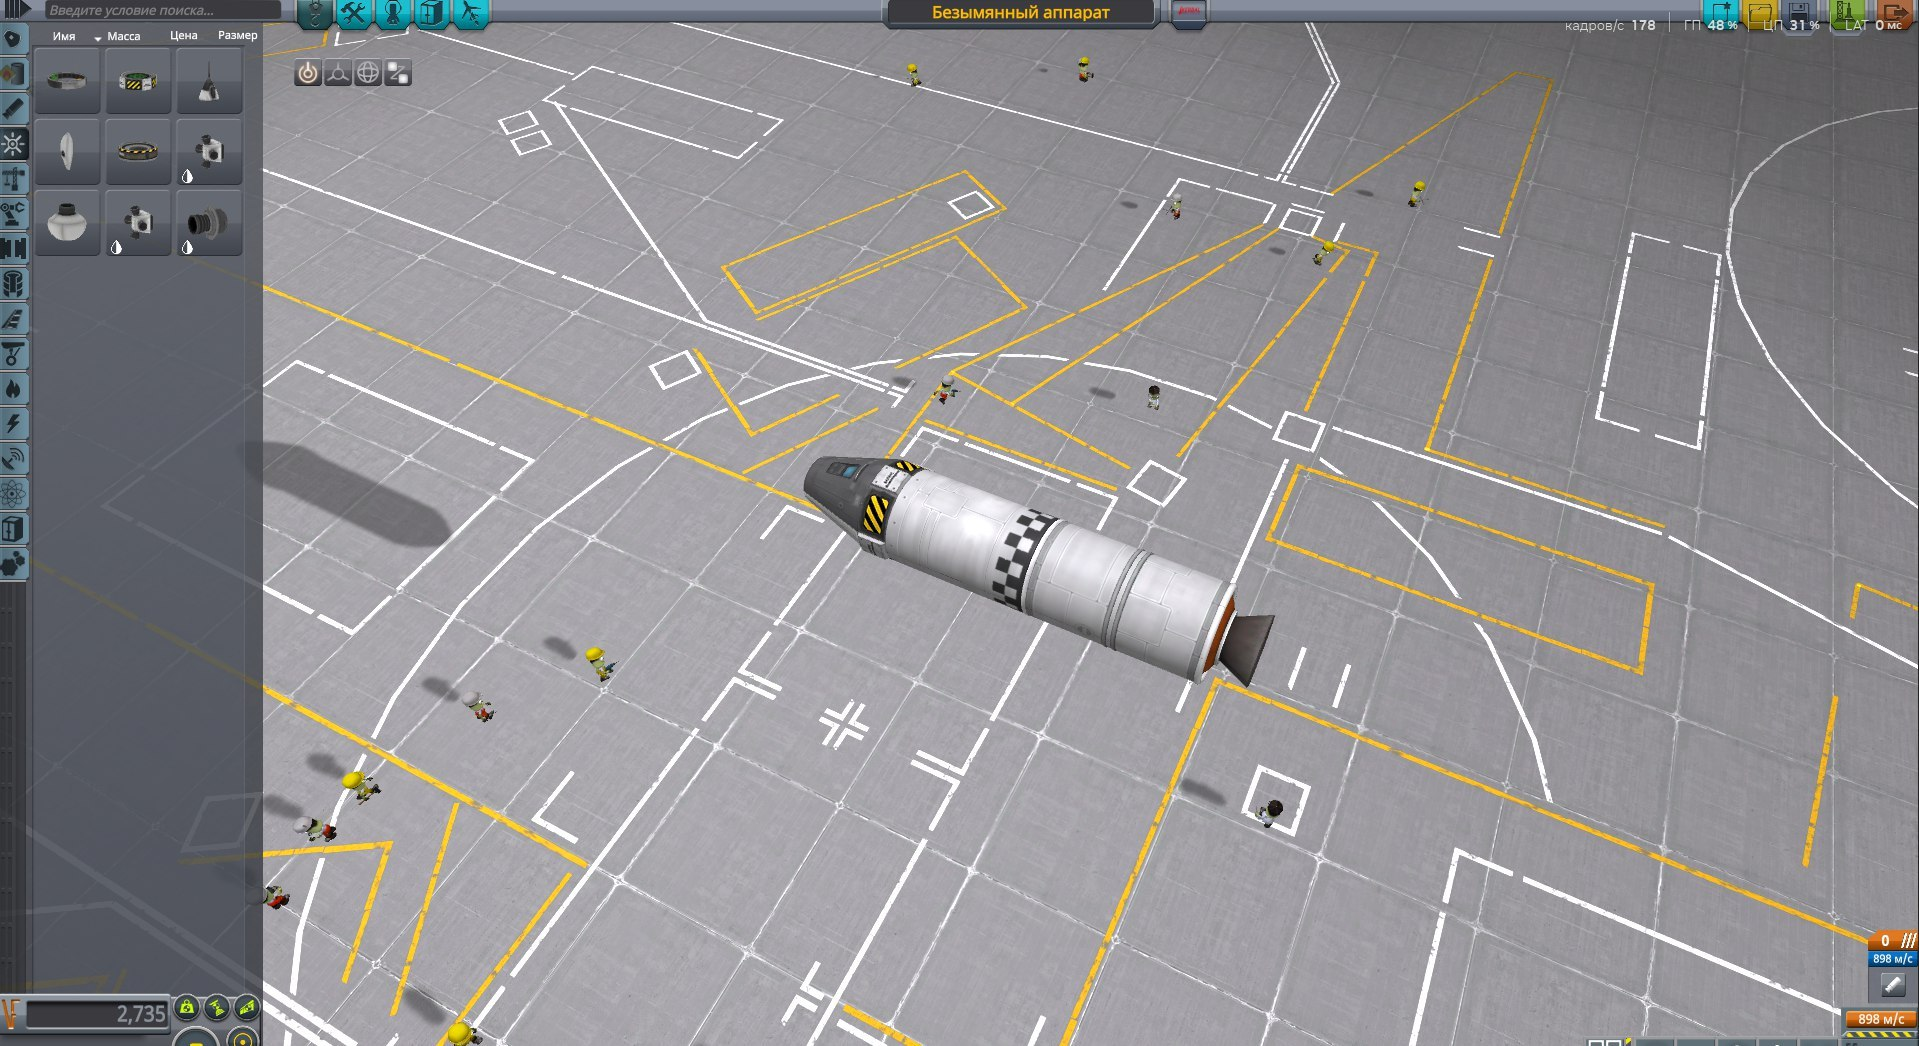 Введите условие поиска...
Безымянный аппарат
кадров/с 178
ГП 48 %
ЦП 31 %
LAT 0 мс
Имя Масса Цена Размер
0
898 м/с
898 м/с
2,735